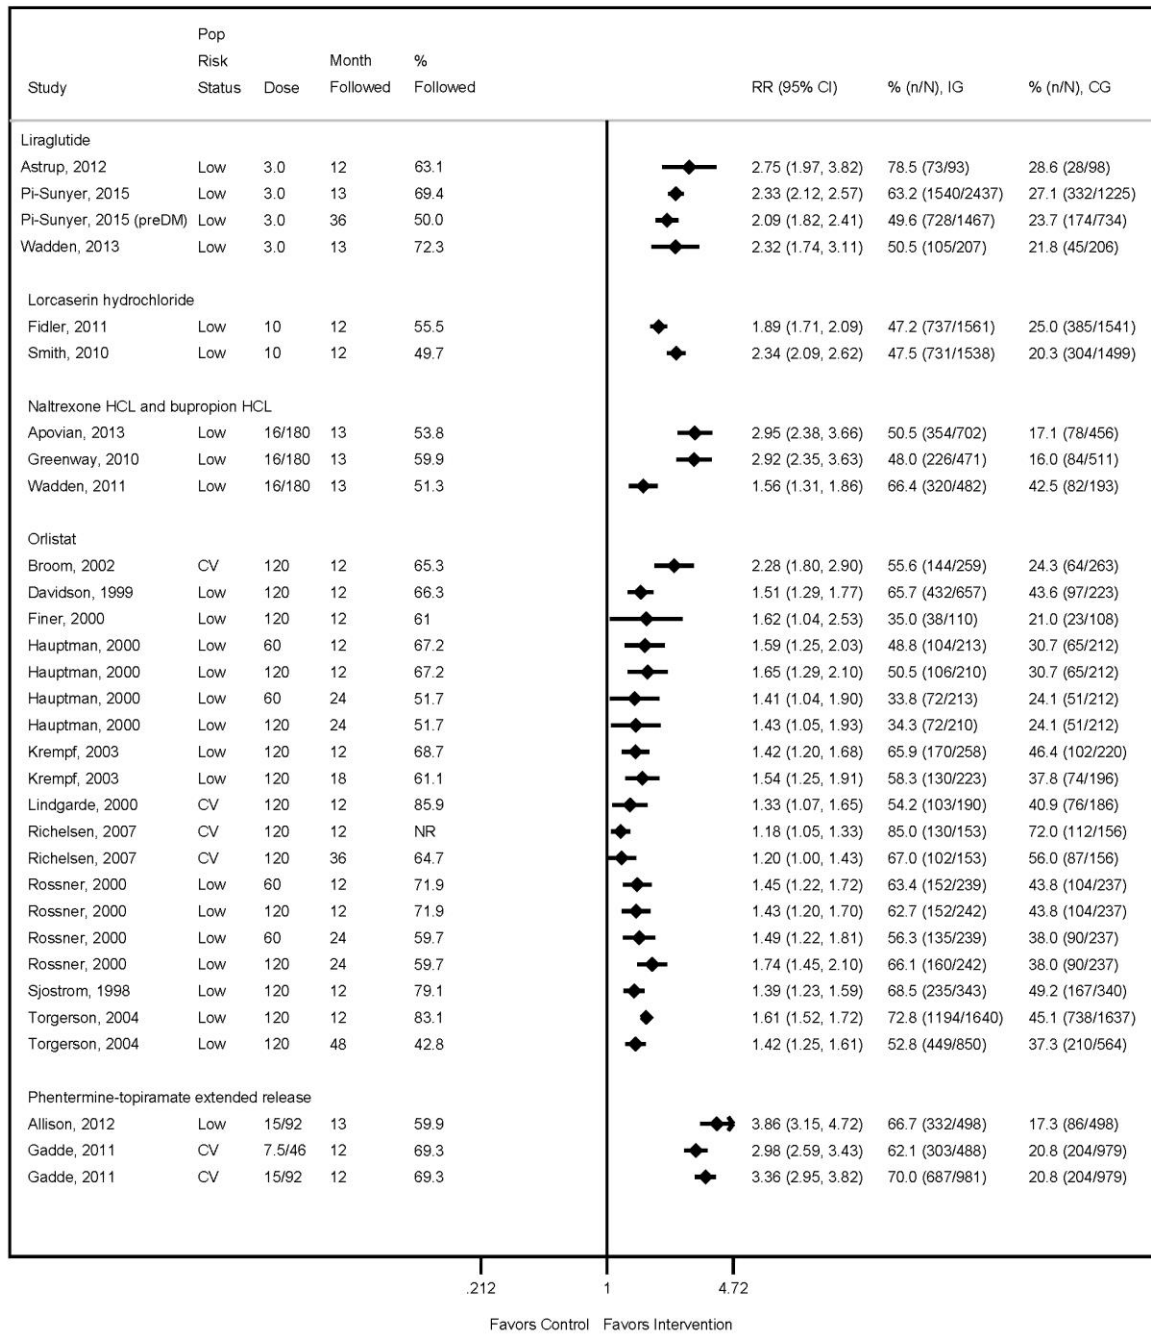 Pop
Risk Month %
Study Status Dose Followed Followed RR (95% CI) % (n/N), IG % (n/N), CG
Liraglutide
Astrup, 2012 Low 3.0 12 63.1 2.75 (1.97, 3.82) 78.5 (73/93) 28.6 (28/98)
Pi-Sunyer, 2015 Low 3.0 13 69.4 2.33 (2.12, 2.57) 63.2 (1540/2437) 27.1 (332/1225)
Pi-Sunyer, 2015 (preDM) Low 3.0 36 50.0 2.09 (1.82, 2.41) 49.6 (728/1467) 23.7 (174/734)
Wadden, 2013 Low 3.0 13 72.3 2.32 (1.74, 3.11) 50.5 (105/207) 21.8 (45/206)
Lorcaserin hydrochloride
Fidler, 2011 Low 10 12 55.5 1.89 (1.71, 2.09) 47.2 (737/1561) 25.0 (385/1541)
Smith, 2010 Low 10 12 49.7 2.34 (2.09, 2.62) 47.5 (731/1538) 20.3 (304/1499)
Naltrexone HCL and bupropion HCL
Apovian, 2013 Low 16/180 13 53.8 2.95 (2.38, 3.66) 50.5 (354/702) 17.1 (78/456)
Greenway, 2010 Low 16/180 13 59.9 2.92 (2.35, 3.63) 48.0 (226/471) 16.0 (84/511)
Wadden, 2011 Low 16/180 13 51.3 1.56 (1.31, 1.86) 66.4 (320/482) 42.5 (82/193)
Orlistat
Broom, 2002 CV 120 12 65.3 2.28 (1.80, 2.90) 55.6 (144/259) 24.3 (64/263)
Davidson, 1999 Low 120 12 66.3 1.51 (1.29, 1.77) 65.7 (432/657) 43.6 (97/223)
Finer, 2000 Low 120 12 61 1.62 (1.04, 2.53) 35.0 (38/110) 21.0 (23/108)
Hauptman, 2000 Low 60 12 67.2 1.59 (1.25, 2.03) 48.8 (104/213) 30.7 (65/212)
Hauptman, 2000 Low 120 12 67.2 1.65 (1.29, 2.10) 50.5 (106/210) 30.7 (65/212)
Hauptman, 2000 Low 60 24 51.7 1.41 (1.04, 1.90) 33.8 (72/213) 24.1 (51/212)
Hauptman, 2000 Low 120 24 51.7 1.43 (1.05, 1.93) 34.3 (72/210) 24.1 (51/212)
Krempf, 2003 Low 120 12 68.7 1.42 (1.20, 1.68) 65.9 (170/258) 46.4 (102/220)
Krempf, 2003 Low 120 18 61.1 1.54 (1.25, 1.91) 58.3 (130/223) 37.8 (74/196)
Lindgarde, 2000 CV 120 12 85.9 1.33 (1.07, 1.65) 54.2 (103/190) 40.9 (76/186)
Richelsen, 2007 CV 120 12 NR 1.18 (1.05, 1.33) 85.0 (130/153) 72.0 (112/156)
Richelsen, 2007 CV 120 36 64.7 1.20 (1.00, 1.43) 67.0 (102/153) 56.0 (87/156)
Rossner, 2000 Low 60 12 71.9 1.45 (1.22, 1.72) 63.4 (152/239) 43.8 (104/237)
Rossner, 2000 Low 120 12 71.9 1.43 (1.20, 1.70) 62.7 (152/242) 43.8 (104/237)
Rossner, 2000 Low 60 24 59.7 1.49 (1.22, 1.81) 56.3 (135/239) 38.0 (90/237)
Rossner, 2000 Low 120 24 59.7 1.74 (1.45, 2.10) 66.1 (160/242) 38.0 (90/237)
Sjostrom, 1998 Low 120 12 79.1 1.39 (1.23, 1.59) 68.5 (235/343) 49.2 (167/340)
Torgerson, 2004 Low 120 12 83.1 1.61 (1.52, 1.72) 72.8 (1194/1640) 45.1 (738/1637)
Torgerson, 2004 Low 120 48 42.8 1.42 (1.25, 1.61) 52.8 (449/850) 37.3 (210/564)
Phentermine-topiramate extended release
Allison, 2012 Low 15/92 13 59.9 3.86 (3.15, 4.72) 66.7 (332/498) 17.3 (86/498)
Gadde, 2011 CV 7.5/46 12 69.3 2.98 (2.59, 3.43) 62.1 (303/488) 20.8 (204/979)
Gadde, 2011 CV 15/92 12 69.3 3.36 (2.95, 3.82) 70.0 (687/981) 20.8 (204/979)
.212 1 4.72
Favors Control Favors Intervention